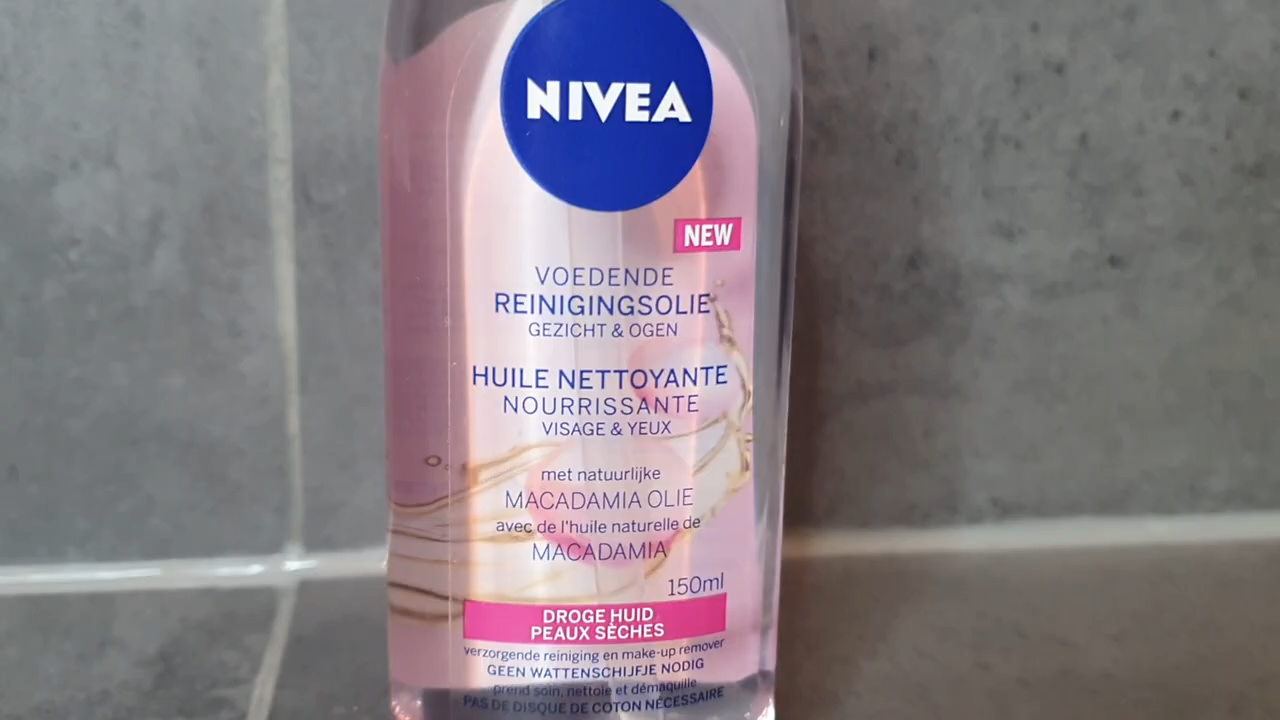 NIVEA
NEW
VOEDENDE
REINIGINGSOLIE
GEZICHT & OGEN
HUILE NETTOYANTE
NOURRISSANTE
VISAGE & YEUX
met natuurlijke
MACADAMIA OLIE
avec de l'huile naturelle de
MACADAMIA
150ml
DROGE HUID
PEAUX SÈCHES
verzorgende reiniging en make-up remover
GEEN WATTENSCHIJFJE NODIG
prend soin, nettoie et démaquille
PAS DE DISQUE DE COTON NÉCESSAIRE